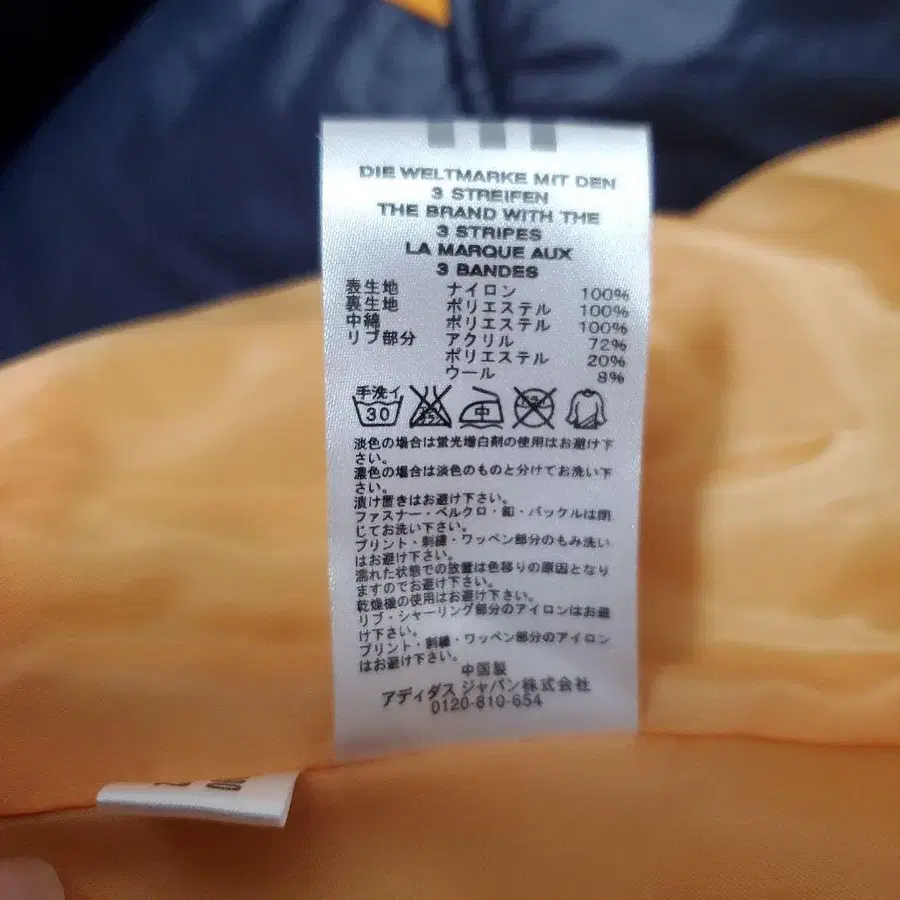 DIE WELTMARKE MIT DEN
3 STREIFEN
THE BRAND WITH THE
3 STRIPES
LA MARQUE AUX
3 BANDES
表生地 ナイロン 100%
裏生地 ポリエステル 100%
中綿 ポリエステル 100%
リブ部分 アクリル 72%
ポリエステル 20%
ウール 8%
手洗イ
30 中
淡色の場合は蛍光増白剤の使用はお避け下
さい。
濃色の場合は淡色のものと分けてお洗い下
さい。
漬け置きはお避け下さい。
ファスナー・ベルクロ・釦・バックルは閉
じてお洗い下さい。
プリント・刺繍・ワッペン部分のもみ洗い
はお避け下さい。
濡れた状態での放置は色移りの原因となり
ますのでお避け下さい。
乾燥機の使用はお避け下さい。
リブ・シャーリング部分のアイロンはお避
け下さい。
プリント・刺繍・ワッペン部分のアイロン
はお避け下さい。
中国製
アディダス ジャパン株式会社
0120-810-654